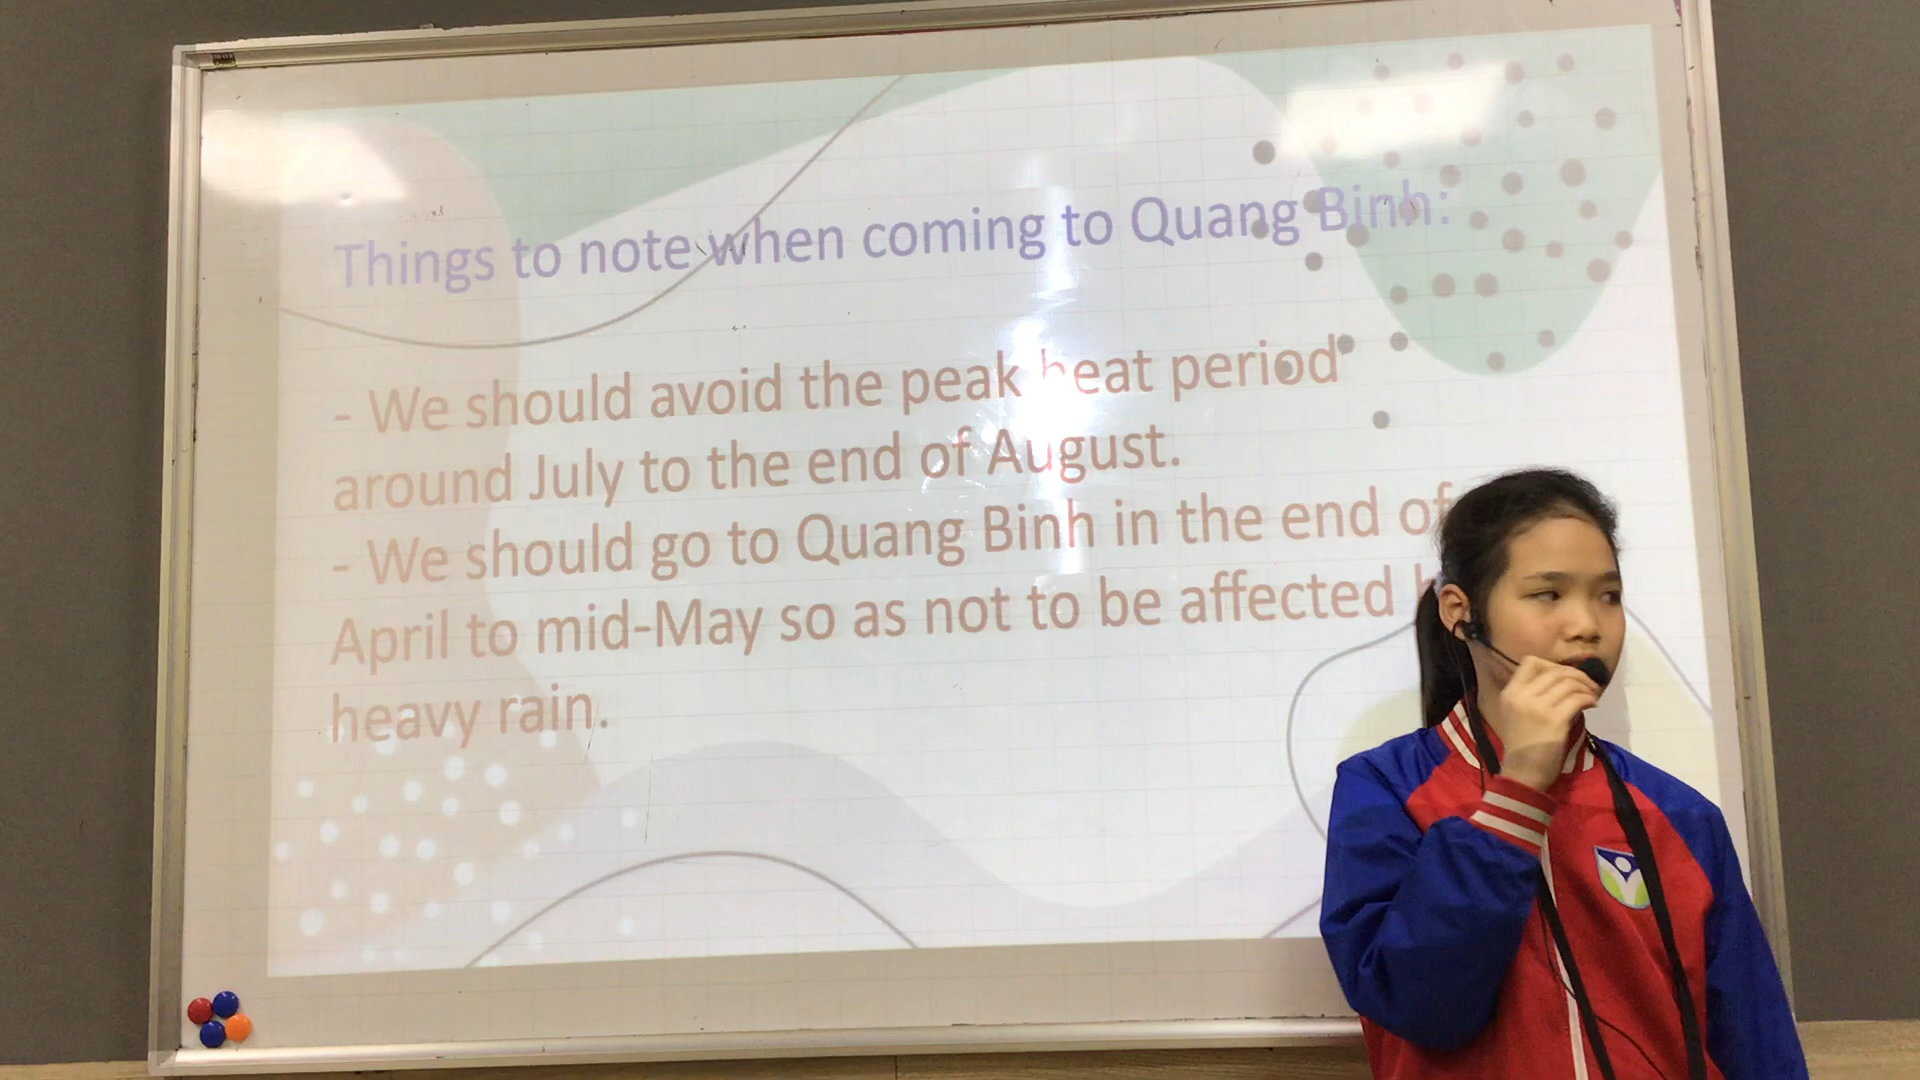 Things to note when coming to Quang Binh:
- We should avoid the peak heat period
around July to the end of August.
- We should go to Quang Binh in the end of
April to mid-May so as not to be affected
heavy rain.